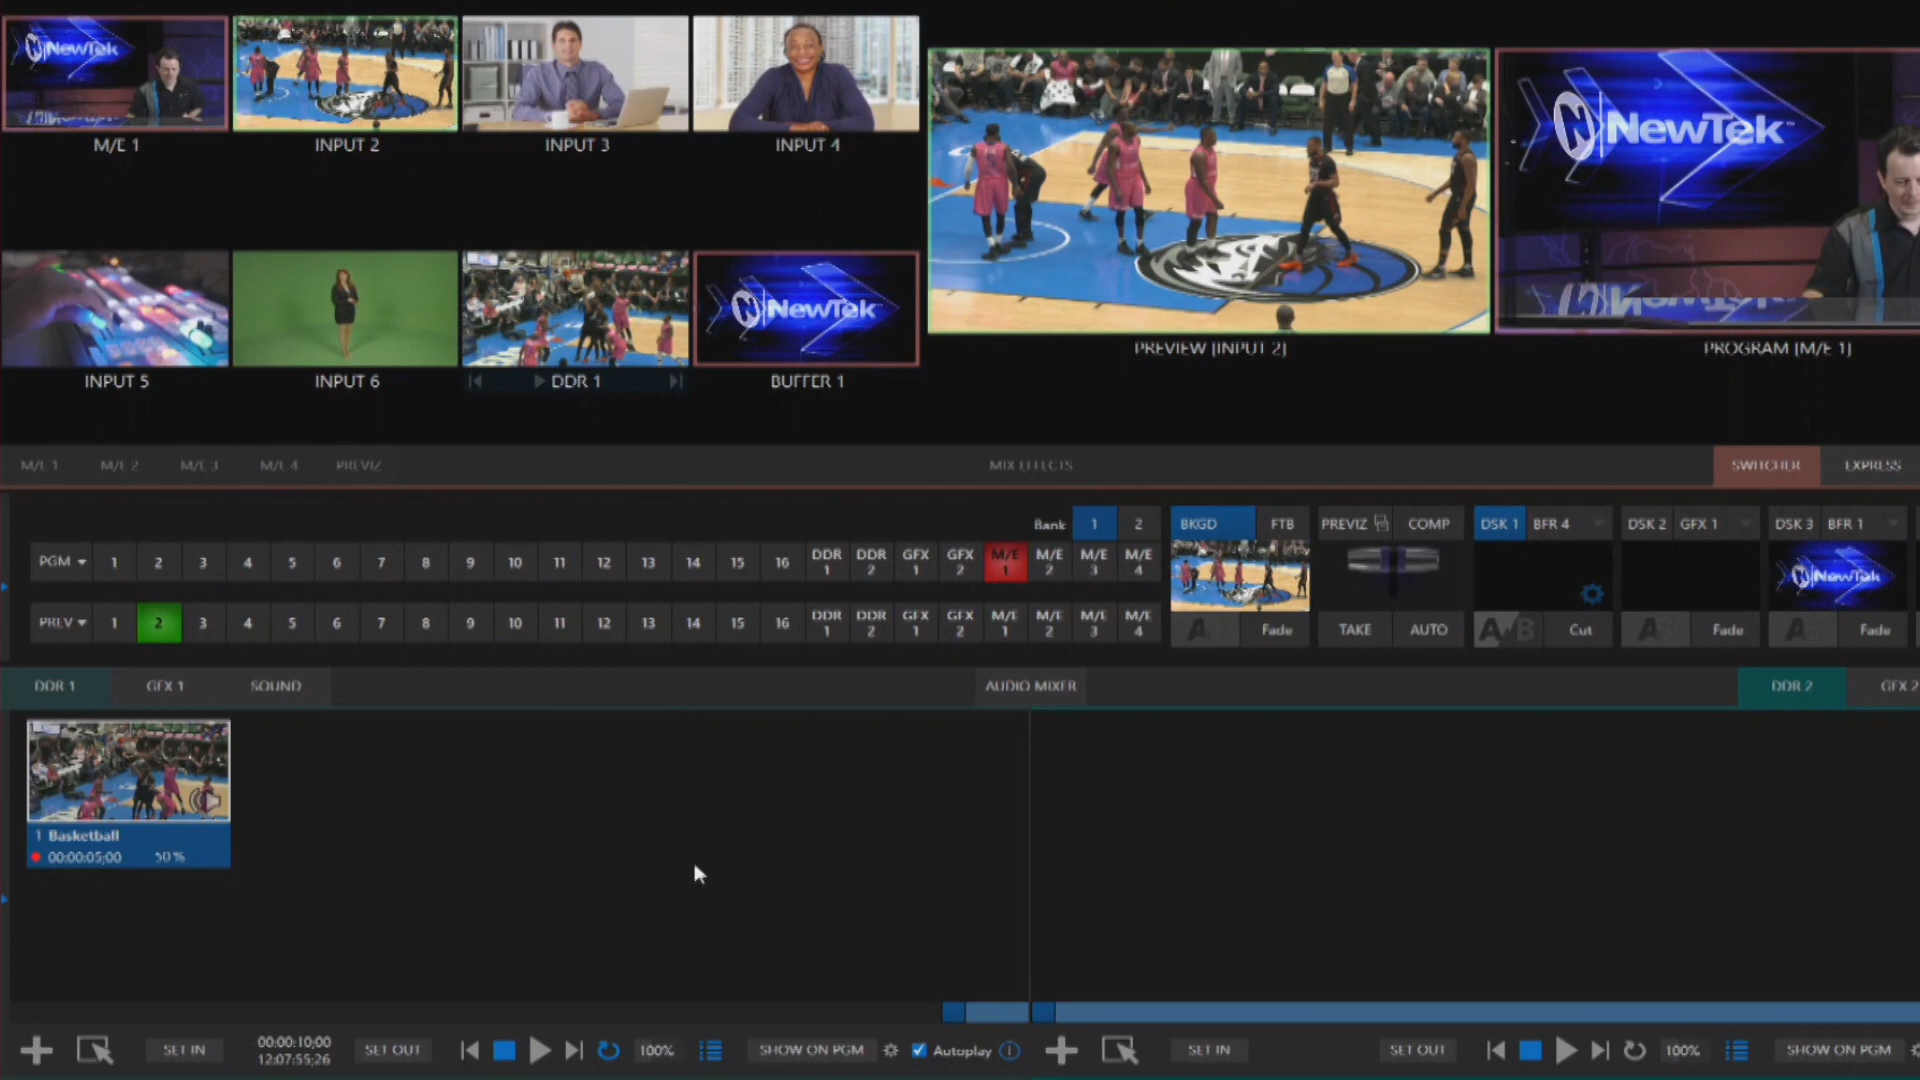 NewTek
M/E 1
INPUT 2
INPUT 3
INPUT 4
NewTek
PREVIEW [INPUT 2]
PROGRAM [M/E 1]
INPUT 5
INPUT 6
DDR 1
NewTek
BUFFER 1
M/E 1 M/E 2 M/E 3 M/E 4 PREVIZ
MIX EFFECTS
SWITCHER EXPRESS
Bank 1 2
BKGD FTB
PREVIZ COMP
DSK 1 BFR 4
DSK 2 GFX 1
DSK 3 BFR 1
PGM 1 2 3 4 5 6 7 8 9 10 11 12 13 14 15 16 DDR 1 DDR 2 GFX 1 GFX 2 M/E 1 M/E 2 M/E 3 M/E 4
NewTek
PREV 1 2 3 4 5 6 7 8 9 10 11 12 13 14 15 16 DDR 1 DDR 2 GFX 1 GFX 2 M/E 1 M/E 2 M/E 3 M/E 4
A Fade
TAKE AUTO
A/B Cut
A Fade
A Fade
DDR 1 GFX 1 SOUND
AUDIO MIXER
DDR 2 GFX 2
1 Basketball
00:00:05;00 50%
SET IN
00:00:10;00
12:07:55;26
SET OUT
100%
SHOW ON PGM
Autoplay
SET IN
SET OUT
100%
SHOW ON PGM